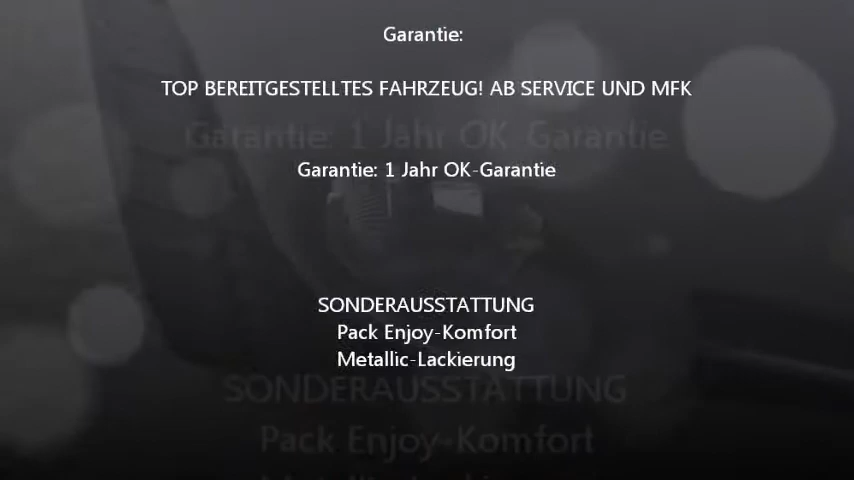 Garantie:
TOP BEREITGESTELLTES FAHRZEUG! AB SERVICE UND MFK
Garantie: 1 Jahr OK-Garantie
Garantie: 1 Jahr OK-Garantie
SONDERAUSSTATTUNG
Pack Enjoy-Komfort
Metallic-Lackierung
SONDERAUSSTATTUNG
Pack Enjoy-Komfort